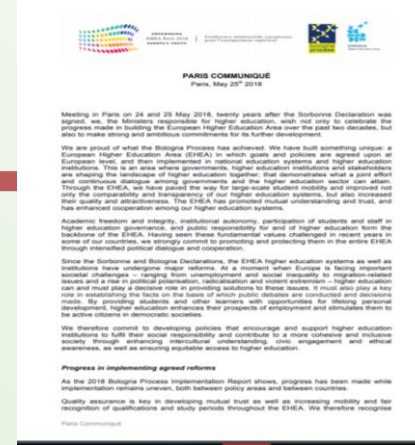 EHEA Paris 2018
PARIS COMMUNIQUÉ
Paris, May 25th 2018
Meeting in Paris on 24 and 25 May 2018, twenty years after the Sorbonne Declaration was
signed, we, the Ministers responsible for higher education, wish not only to celebrate the
progress made in building the European Higher Education Area over the past two decades, but
also to make strong and ambitious commitments for its further development.
We are proud of what the Bologna Process has achieved. We have built something unique: a
European Higher Education Area (EHEA) in which goals and policies are agreed upon at
European level, and then implemented in national education systems and higher education
institutions. This is an area where governments, higher education institutions and stakeholders
are shaping the landscape of higher education together; that demonstrates what a joint effort
and continuous dialogue among governments and the higher education sector can attain.
Through the EHEA, we have paved the way for large-scale student mobility and improved not
only the comparability and transparency of our higher education systems, but also increased
their quality and attractiveness. The EHEA has promoted mutual understanding and trust, and
has enhanced cooperation among our higher education systems.
Academic freedom and integrity, institutional autonomy, participation of students and staff in
higher education governance, and public responsibility for and of higher education form the
backbone of the EHEA. Having seen these fundamental values challenged in recent years in
some of our countries, we strongly commit to promoting and protecting them in the entire EHEA
through intensified political dialogue and cooperation.
Since the Sorbonne and Bologna Declarations, the EHEA higher education systems as well as
institutions have undergone major reforms. At a moment when Europe is facing important
societal challenges – ranging from unemployment and social inequality to migration-related
issues and a rise in political polarisation, radicalisation and violent extremism – higher education
can and must play a decisive role in providing solutions to these issues. It must also play a key
role in establishing the facts on the basis of which public debates are conducted and decisions
made. By providing students and other learners with opportunities for lifelong personal
development, higher education enhances their prospects of employment and stimulates them to
be active citizens in democratic societies.
We therefore commit to developing policies that encourage and support higher education
institutions to fulfil their social responsibility and contribute to a more cohesive and inclusive
society through enhancing intercultural understanding, civic engagement and ethical
awareness, as well as ensuring equitable access to higher education.
Progress in implementing agreed reforms
As the 2018 Bologna Process Implementation Report shows, progress has been made while
implementation remains uneven, both between policy areas and between countries.
Quality assurance is key in developing mutual trust as well as increasing mobility and fair
recognition of qualifications and study periods throughout the EHEA. We therefore recognise
Paris Communiqué